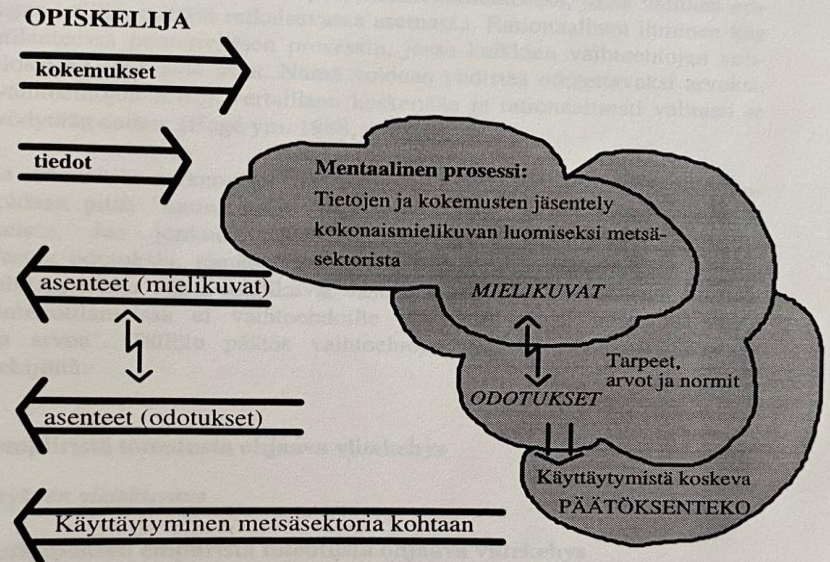 OPISKELIJA
kokemukset
tiedot
Mentaalinen prosessi:
Tietojen ja kokemusten jäsentely
kokonaismielikuvan luomiseksi metsä-
sektorista
asenteet (mielikuvat)
MIELIKUVAT
Tarpeet,
arvot ja normit
ODOTUKSET
asenteet (odotukset)
Käyttäytymistä koskeva
PÄÄTÖKSENTEKO
Käyttäytyminen metsäsektoria kohtaan